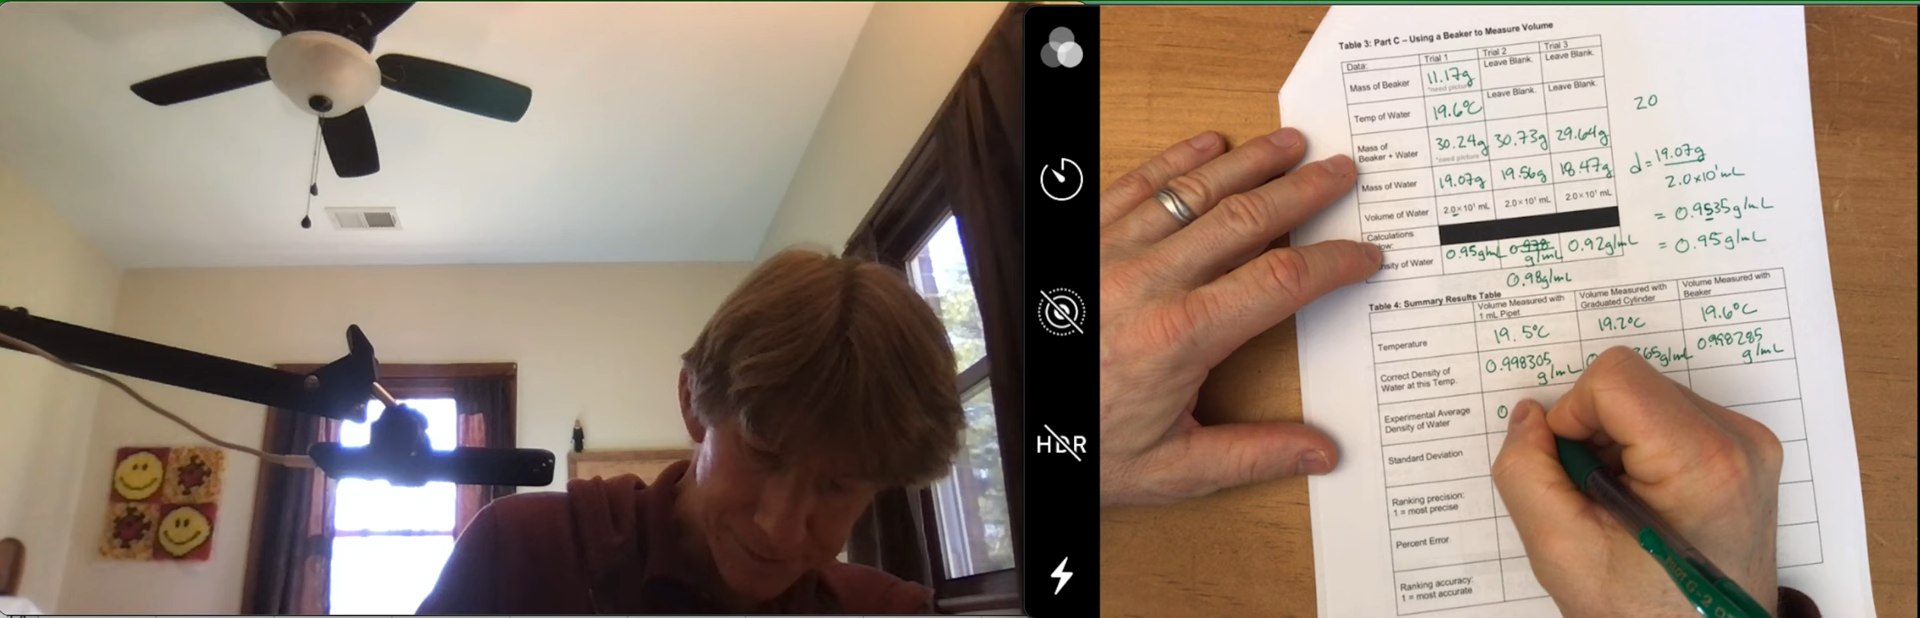 HDR
Table 3: Part C – Using a Beaker to Measure Volume
Data: Trial 1 Trial 2 Trial 3
Mass of Beaker 11.17g Leave Blank. Leave Blank.
*need picture
Temp of Water 19.6°C Leave Blank. Leave Blank.
20
Mass of
Beaker + Water 30.24g 30.73g 29.64g
*need picture
Mass of Water 19.07g 19.56g 18.47g
Volume of Water 2.0 × 10¹ mL 2.0 × 10¹ mL 2.0 × 10¹ mL
Calculations
Density of Water 0.95g/mL 0.978 g/mL 0.92g/mL
0.98g/mL
d = 19.07g
2.0×10¹mL
= 0.9535g/mL
= 0.95g/mL
Table 4: Summary Results Table
Volume Measured with
1 mL Pipet
Volume Measured with
Graduated Cylinder
Volume Measured with
Beaker
Temperature 19.5°C 19.2°C 19.6°C
Correct Density of
Water at this Temp.
0.998305
g/mL
65g/mL
0.998285
g/mL
Experimental Average
Density of Water
0
Standard Deviation
Ranking precision:
1 = most precise
Percent Error
Ranking accuracy:
1 = most accurate